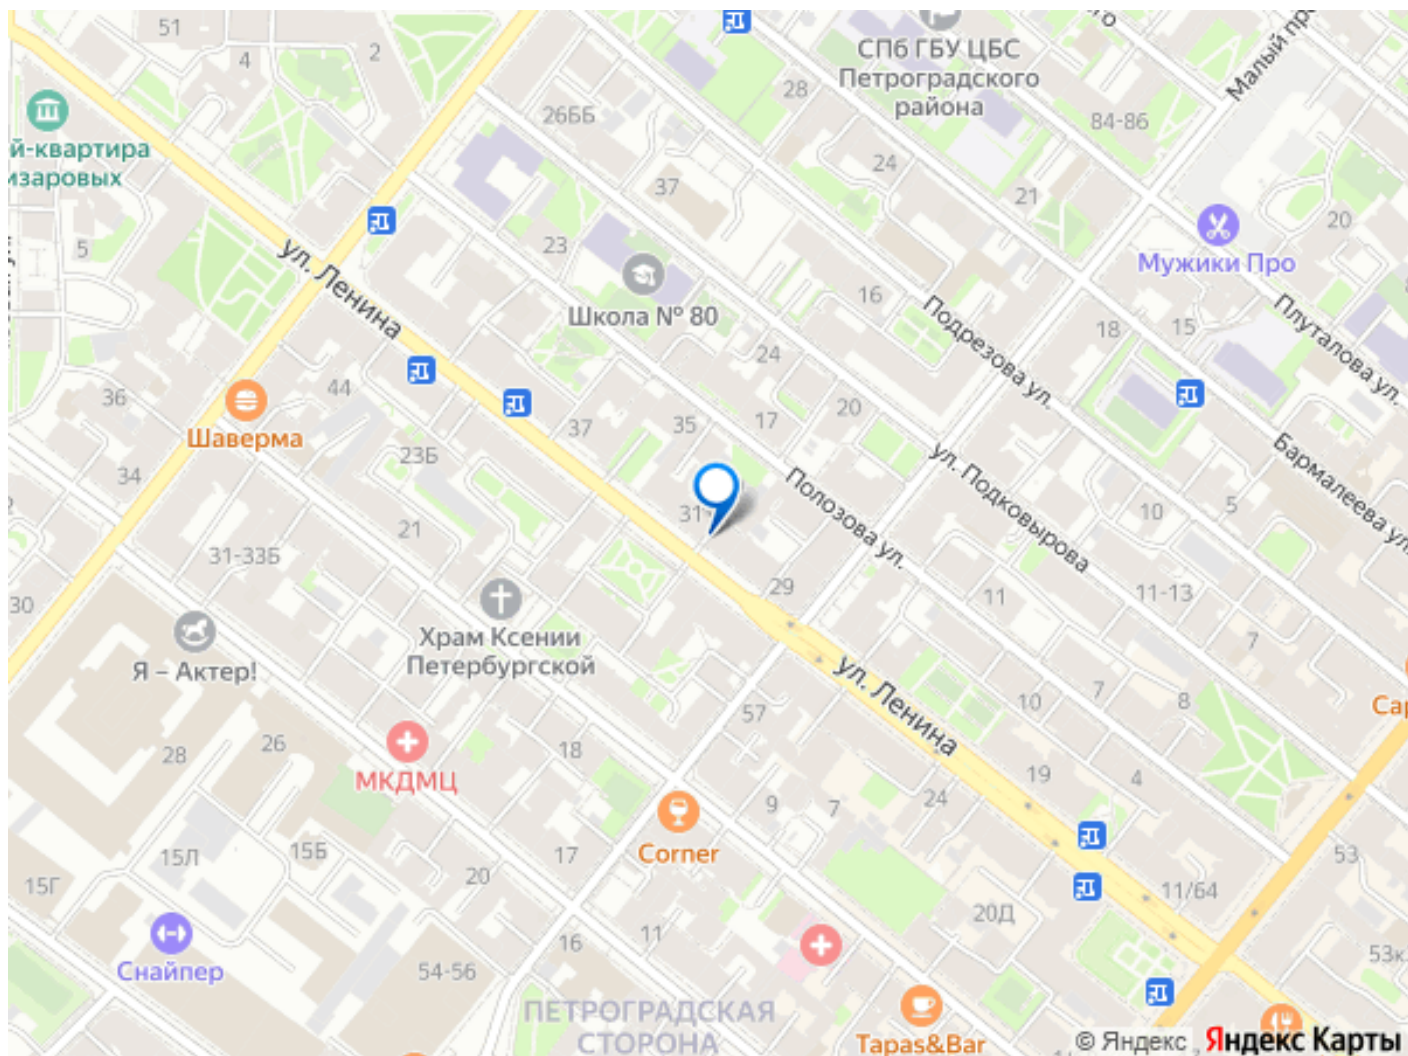 51
4
2
СПб ГБУ ЦБС
Петроградского
района
Малый пр
28
26ББ
84-86
й-квартира
изаровых
24
37
21
20
5
23
Мужики Про
ул. Ленина
Школа № 80
16
Подрезова ул.
18
15
Плуталова ул.
24
44
36
20
Шаверма
37
35
17
23Б
ул. Подковырова
Бармалеева ул.
34
Полозова ул.
5
10
31
21
31-33Б
29
11
11-13
30
Храм Ксении
Петербургской
7
Я – Актер!
ул. Ленина
7
8
10
57
Cap
28
26
18
МКДМЦ
19
4
24
9
7
Corner
15Л
15Б
17
53
20
15Г
11/64
20Д
11
16
53к
Снайпер
54-56
ПЕТРОГРАДСКАЯ
СТОРОНА
Tapas&Bar
© Яндекс
Яндекс Карты